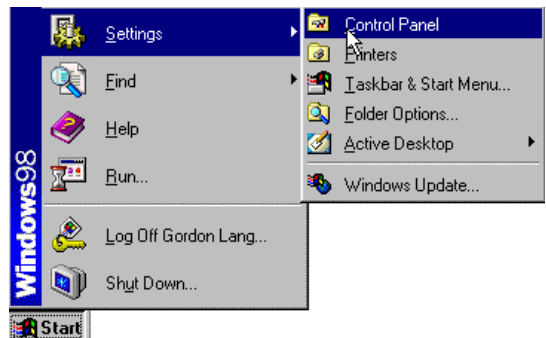 Settings
Find
Help
Run...
Log Off Gordon Lang...
Shut Down...
Windows98
Start
Control Panel
Printers
Taskbar & Start Menu...
Folder Options...
Active Desktop
Windows Update...